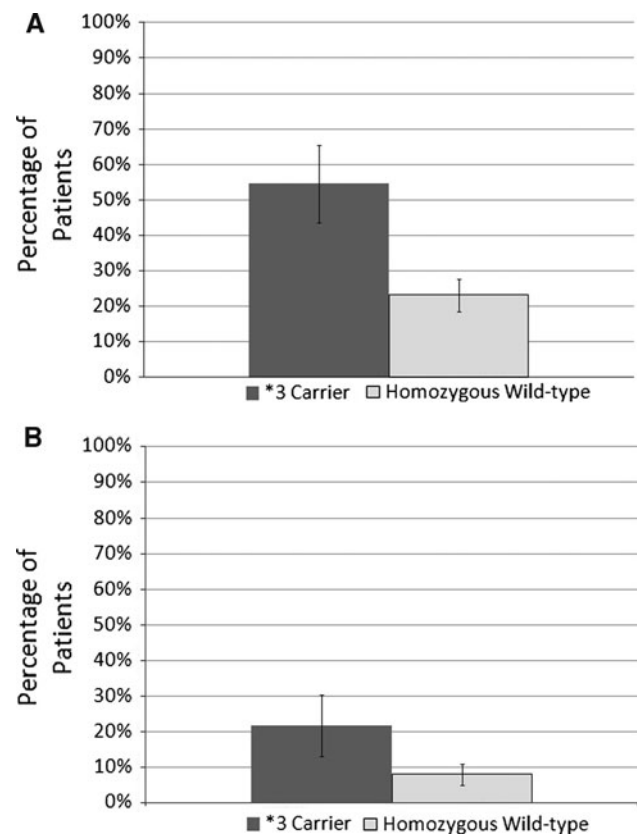 A
Percentage of
Patients
100%
90%
80%
70%
60%
50%
40%
30%
20%
10%
0%
*3 Carrier Homozygous Wild-type
B
Percentage of
Patients
100%
90%
80%
70%
60%
50%
40%
30%
20%
10%
0%
*3 Carrier Homozygous Wild-type